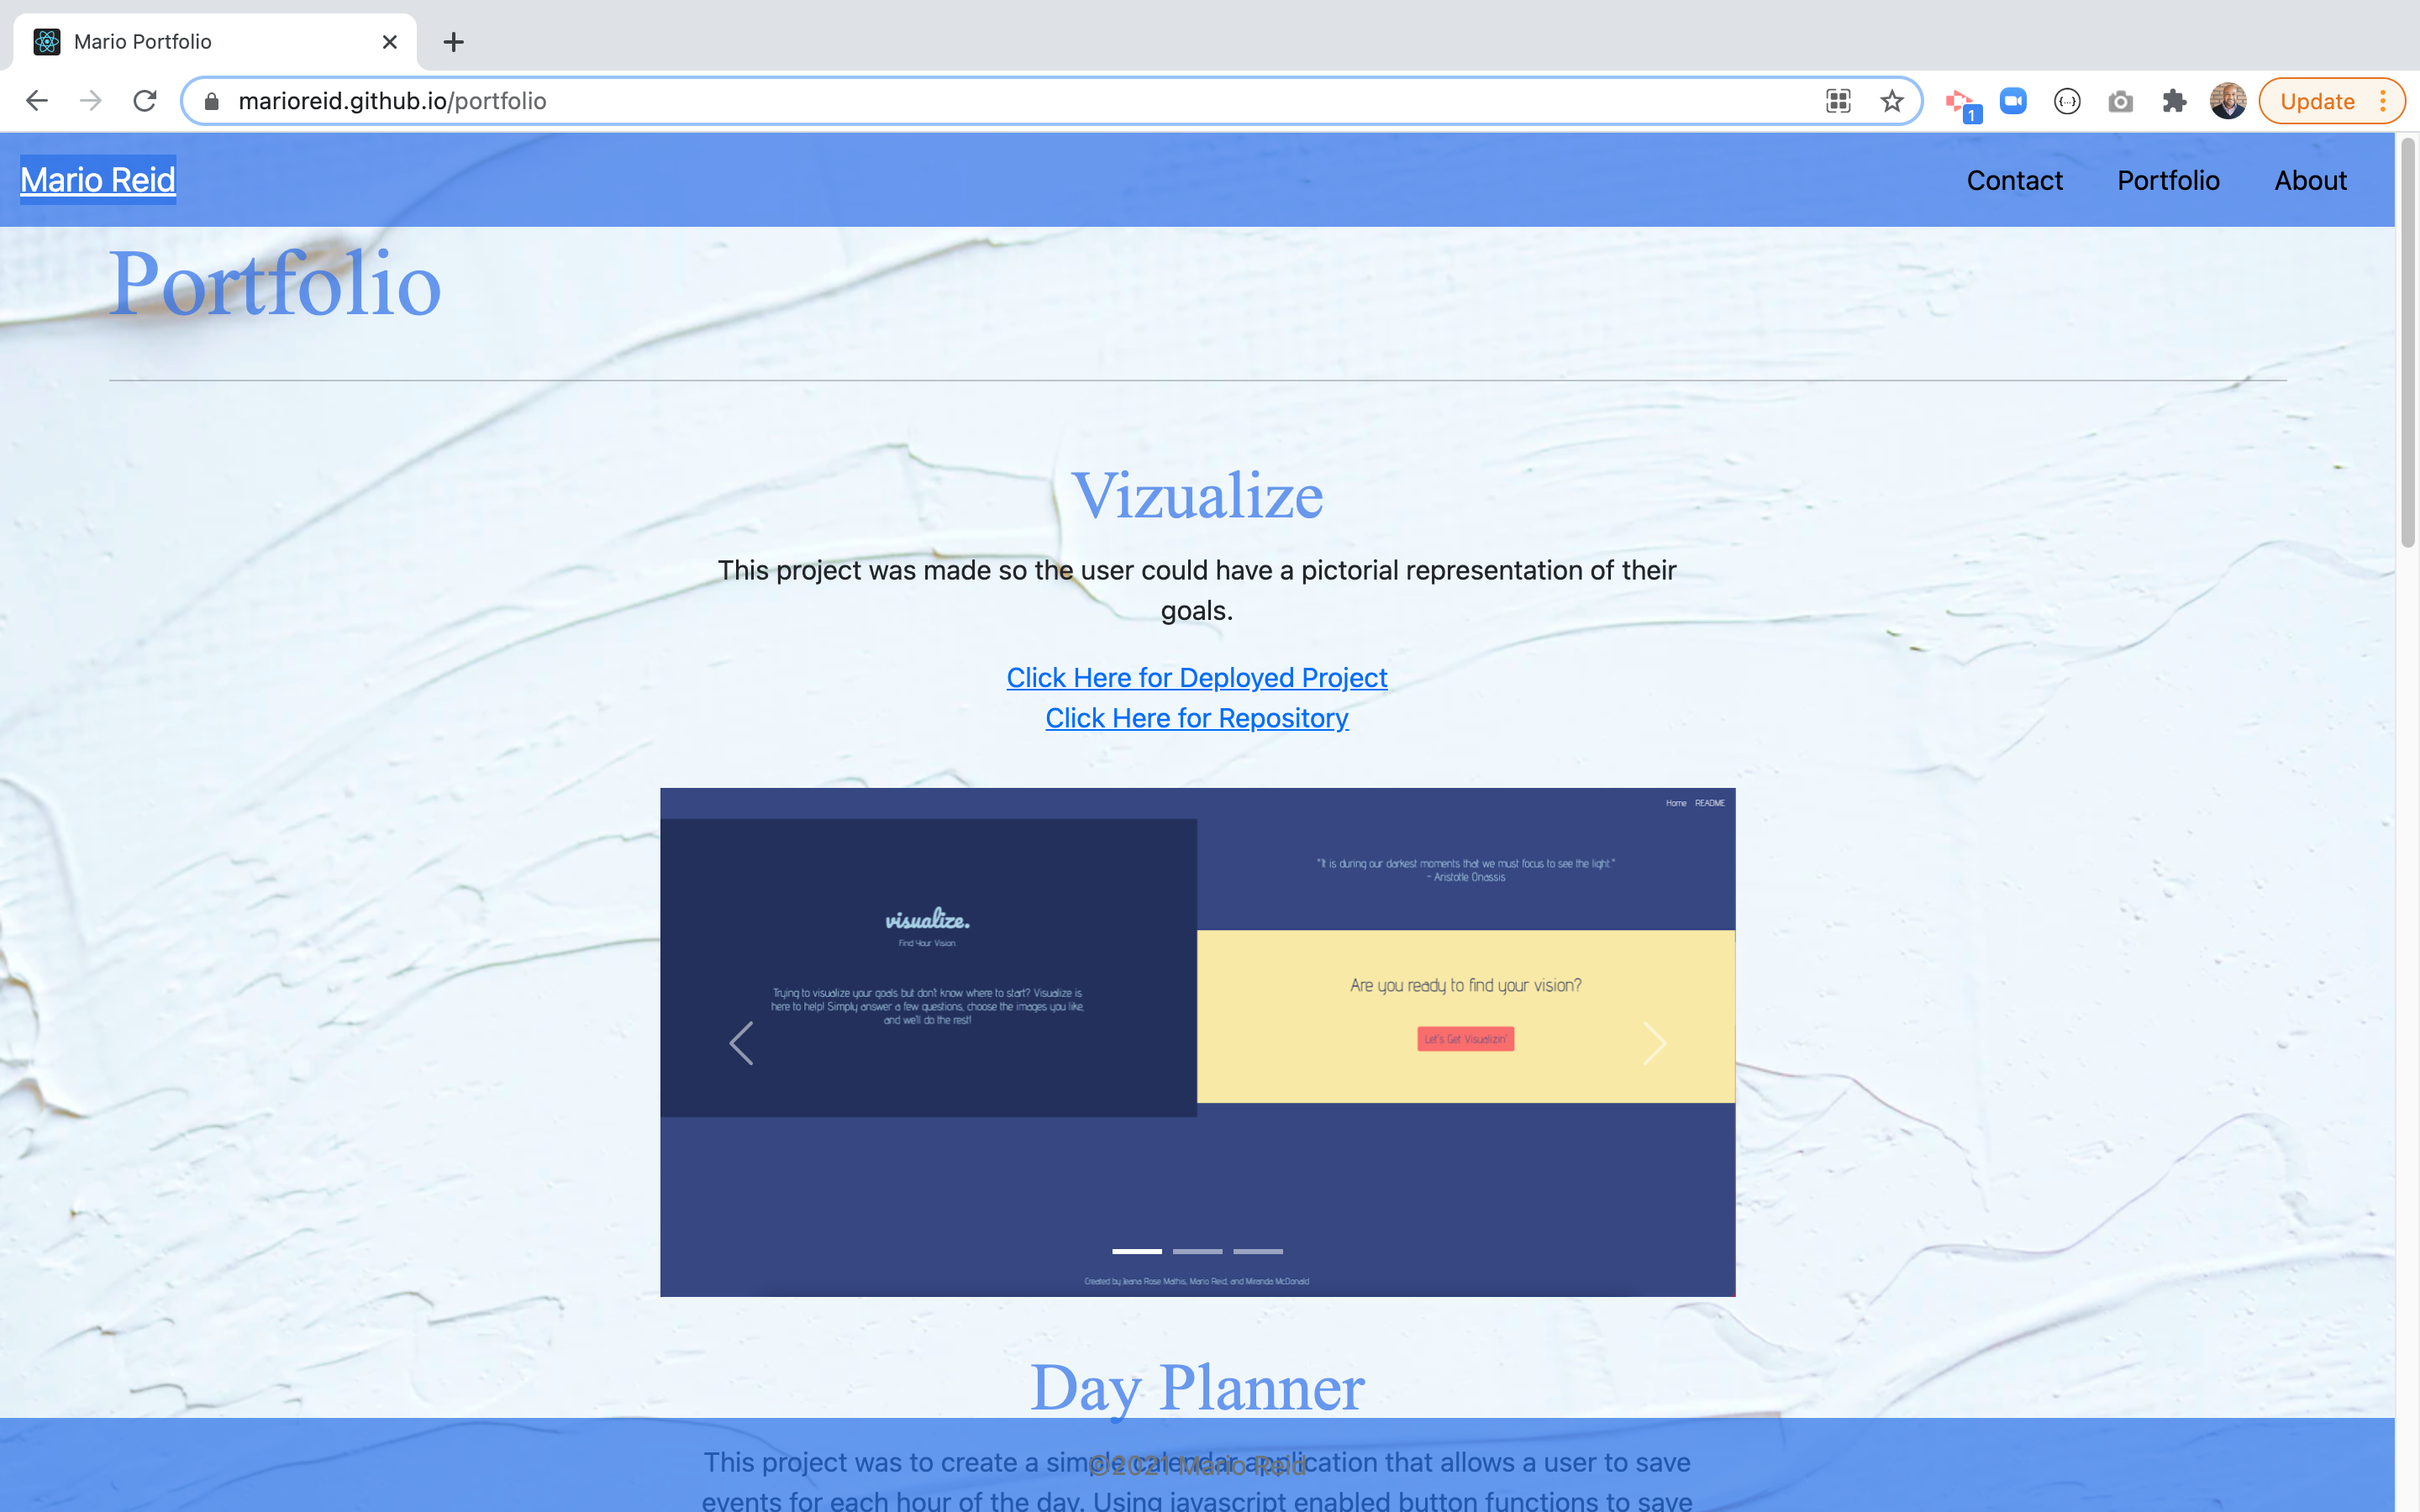 Mario Portfolio
marioreid.github.io/portfolio
1
Update
Mario Reid
Contact Portfolio About
Portfolio
Vizualize
This project was made so the user could have a pictorial representation of their
goals.
Click Here for Deployed Project
Click Here for Repository
Home README
"It is during our darkest moments that we must focus to see the light."
- Aristotle Onassis
visualize.
Find Your Vision
Trying to visualize your goals but don't know where to start? Visualize is
here to help! Simply answer a few questions, choose the images you like,
and we'll do the rest!
Are you ready to find your vision?
Let's Get Visualizin'
Created by Ileana Rose Mathis, Mario Reid, and Miranda McDonald
Day Planner
This project was to create a simple calendar application that allows a user to save
©2021 Mario Reid
events for each hour of the day. Using javascript enabled button functions to save